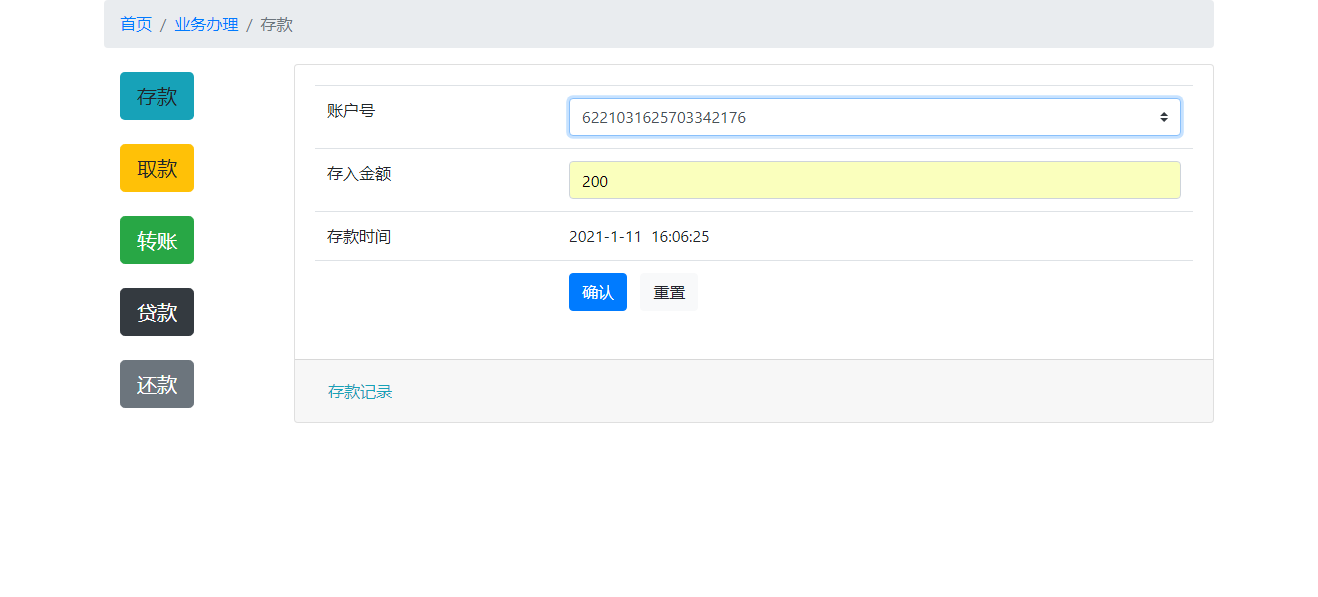 首页 / 业务办理 / 存款
存款
取款
转账
贷款
还款
账户号 6221031625703342176
存入金额 200
存款时间 2021-1-11 16:06:25
确认 重置
存款记录